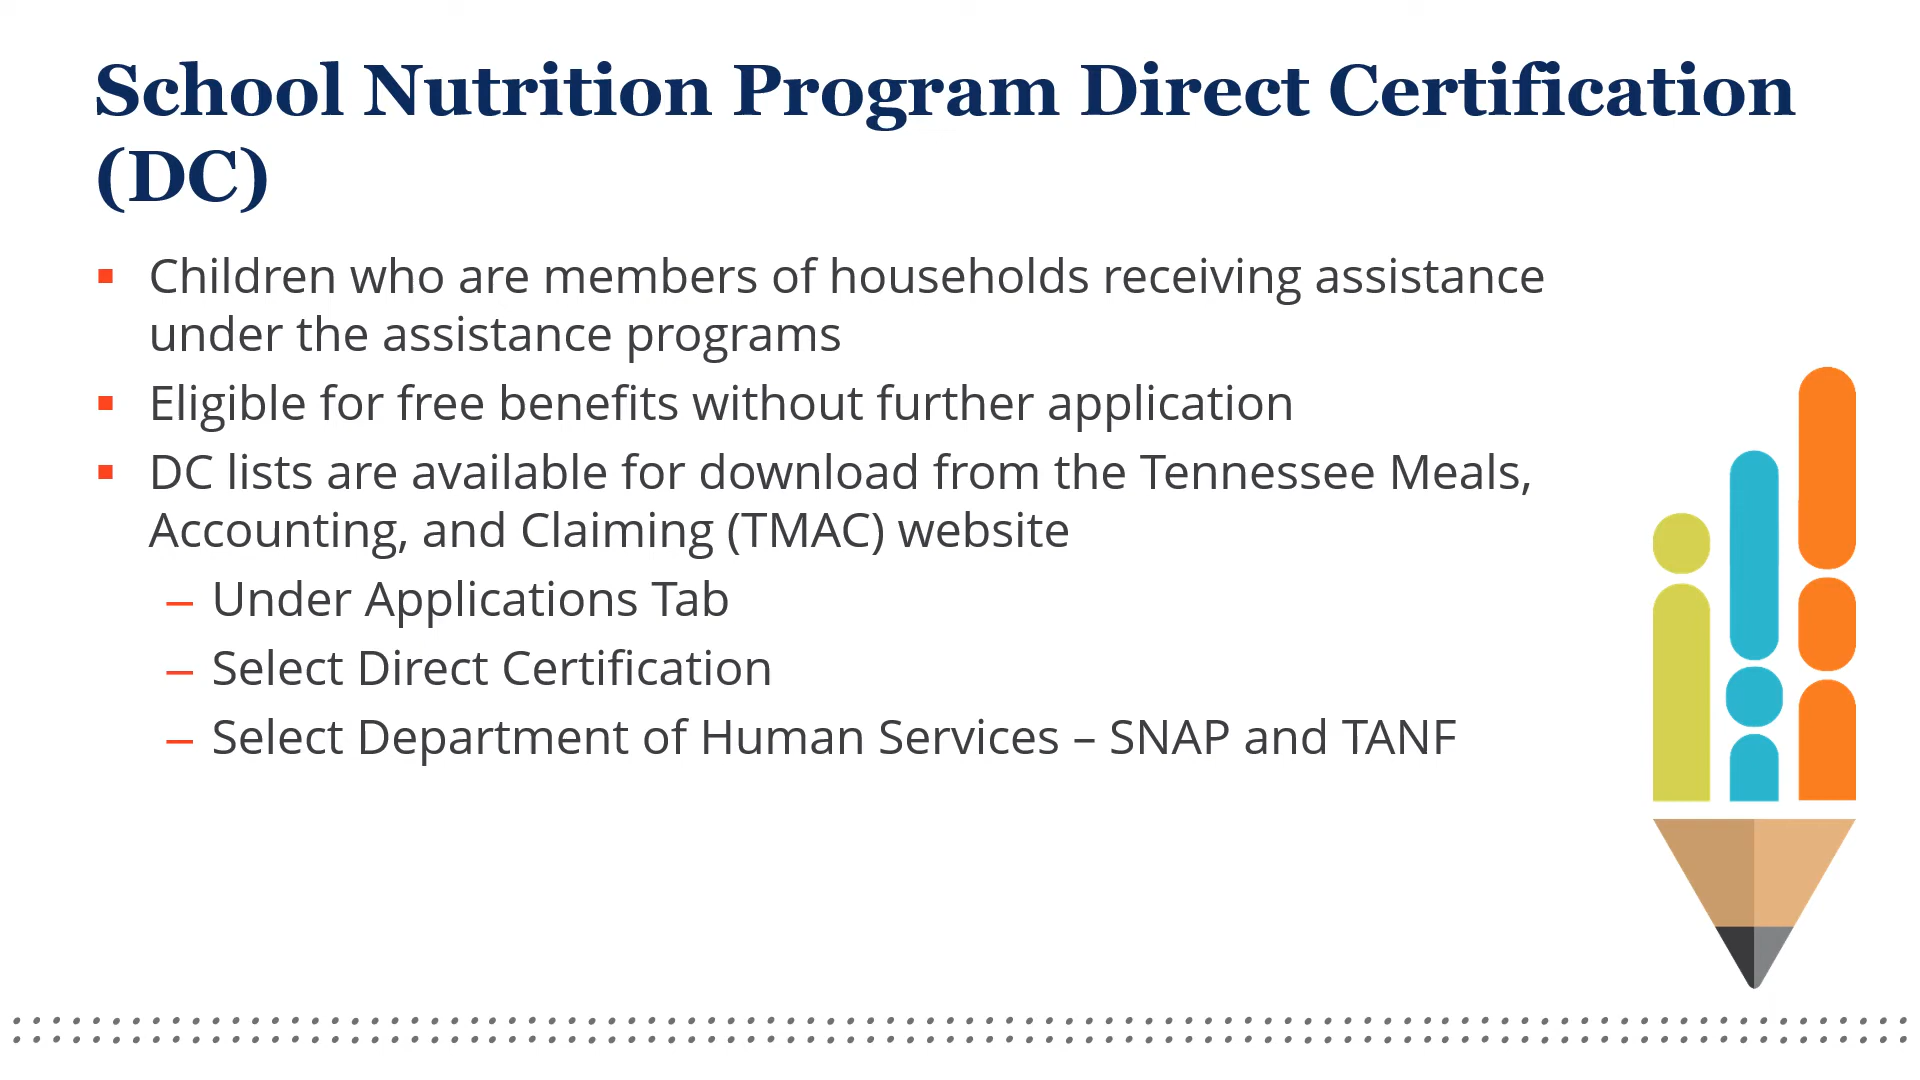 School Nutrition Program Direct Certification
(DC)
▪ Children who are members of households receiving assistance
under the assistance programs
▪ Eligible for free benefits without further application
▪ DC lists are available for download from the Tennessee Meals,
Accounting, and Claiming (TMAC) website
– Under Applications Tab
– Select Direct Certification
– Select Department of Human Services – SNAP and TANF